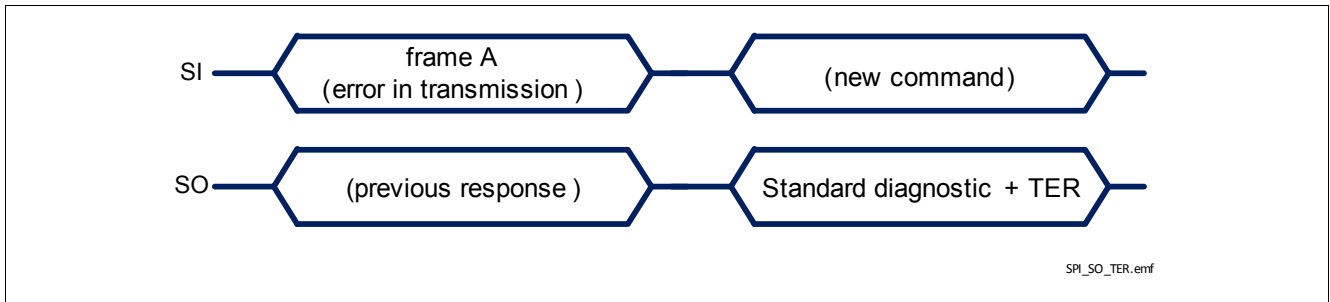 SI
frame A
(error in transmission )
(new command)
SO
(previous response )
Standard diagnostic + TER
SPI_SO_TER.emf